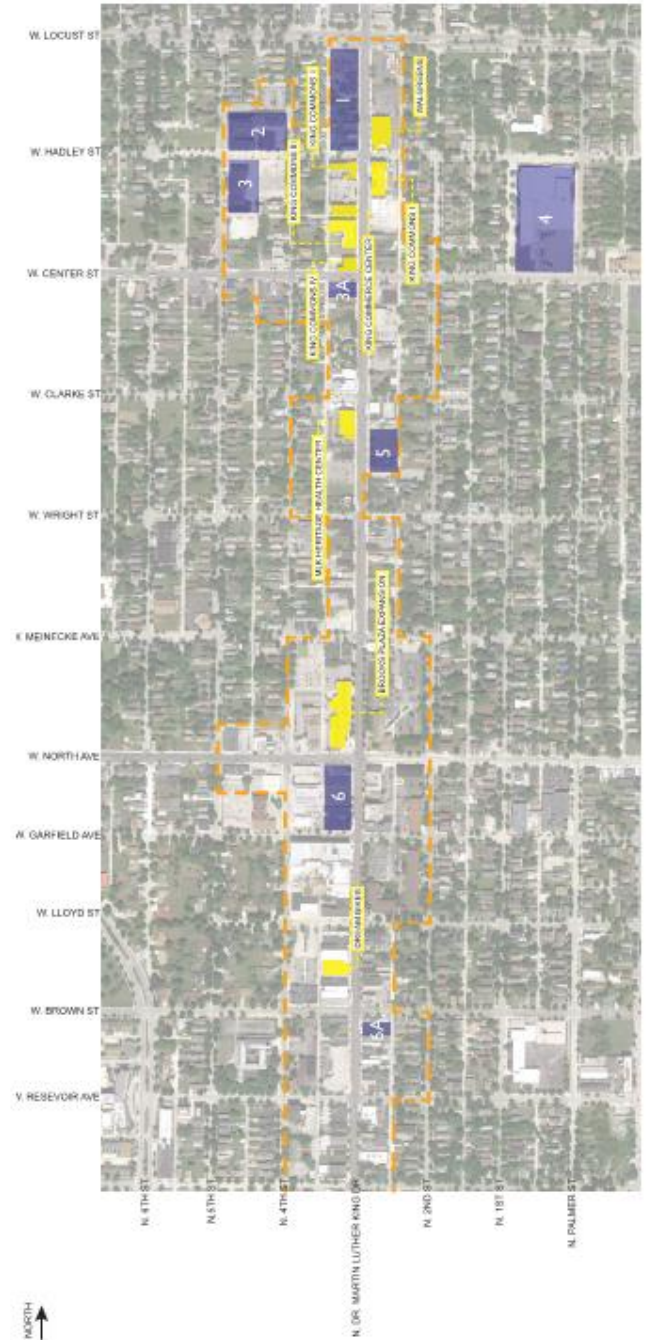 W. LOCUST ST
W. HADLEY ST
W. CENTER ST
W. CLARKE ST
W. WRIGHT ST
MEINECKE AVE
W. NORTH AVE
W. GARFIELD AVE
W. LLOYD ST
W. BROWN ST
W. RESEVOIR AVE
2
3
1
KING COMMONS II
KING COMMONS
KING COMMONS IV
3A
KING COMMERCE CENTER
KING COMMONS I
4
MLK HERITAGE HEALTH CENTER
5
BROOKS PLAZA EXPANSION
6
6A
N. 6TH ST
N.5TH ST
N. 4TH ST
N. DR. MARTIN LUTHER KING DR
N. 2ND ST
N. 1ST ST
N. PALMER ST
NORTH